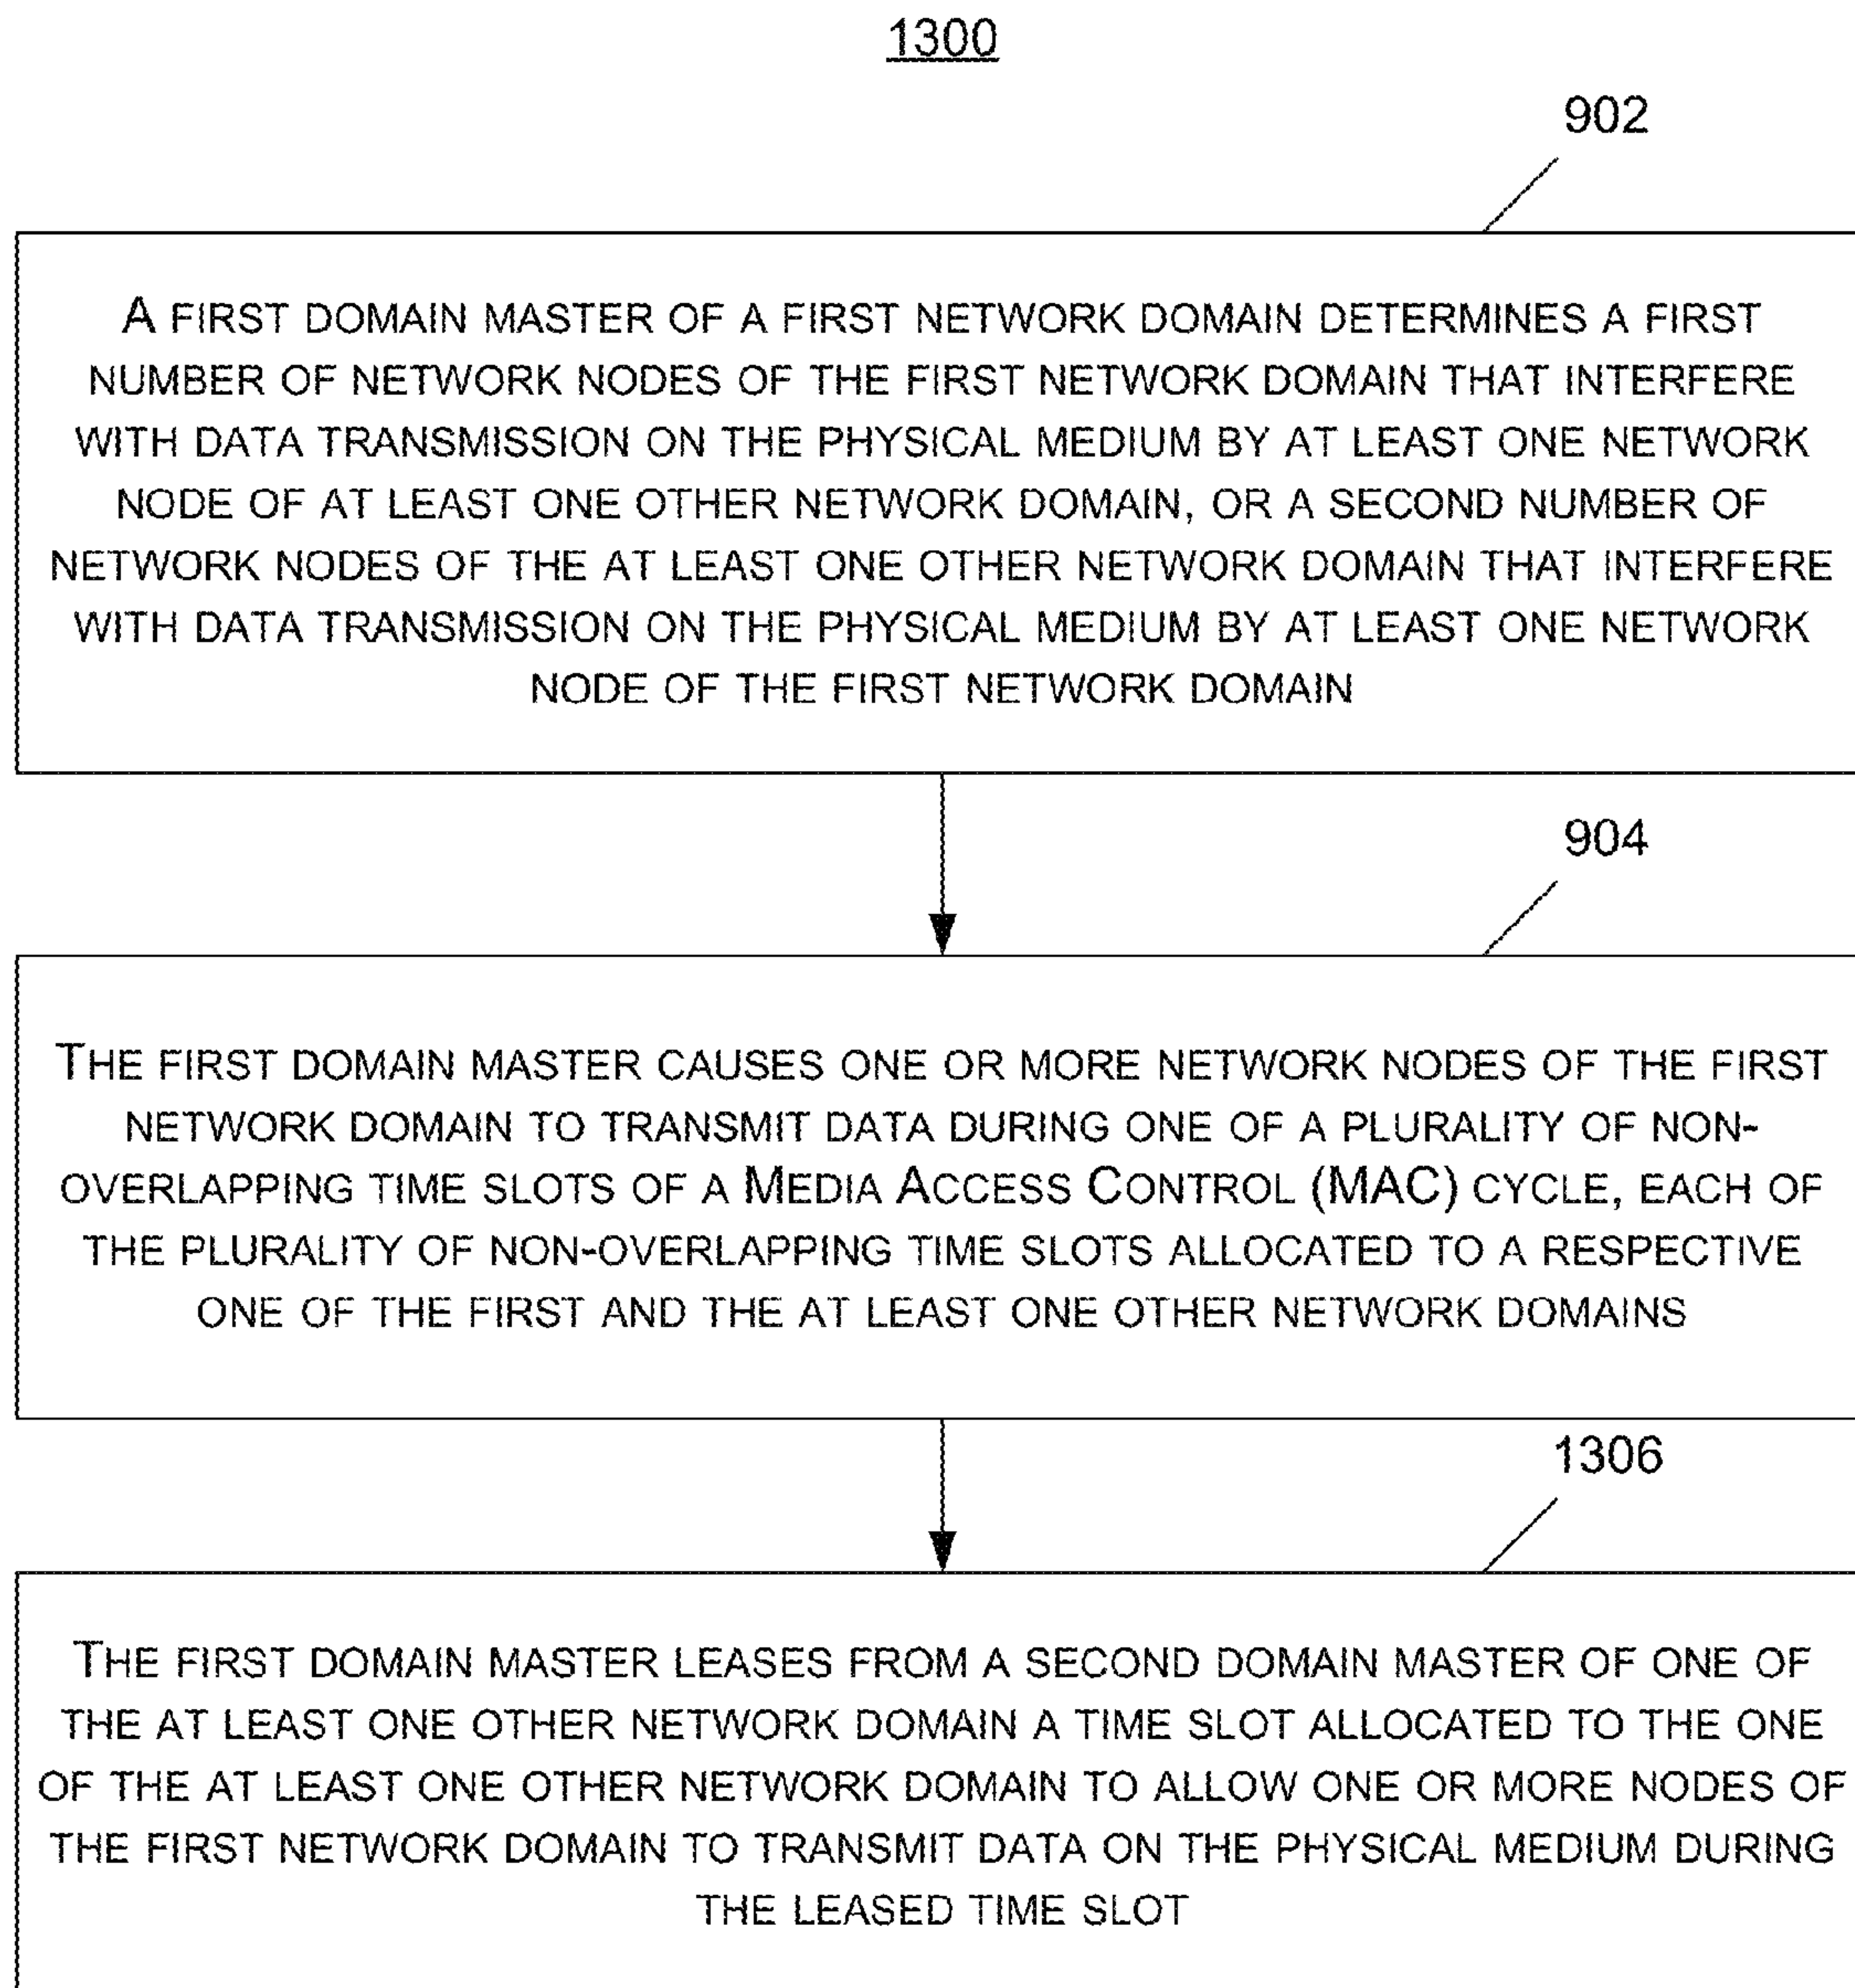 1300
902
A FIRST DOMAIN MASTER OF A FIRST NETWORK DOMAIN DETERMINES A FIRST
NUMBER OF NETWORK NODES OF THE FIRST NETWORK DOMAIN THAT INTERFERE
WITH DATA TRANSMISSION ON THE PHYSICAL MEDIUM BY AT LEAST ONE NETWORK
NODE OF AT LEAST ONE OTHER NETWORK DOMAIN, OR A SECOND NUMBER OF
NETWORK NODES OF THE AT LEAST ONE OTHER NETWORK DOMAIN THAT INTERFERE
WITH DATA TRANSMISSION ON THE PHYSICAL MEDIUM BY AT LEAST ONE NETWORK
NODE OF THE FIRST NETWORK DOMAIN
904
THE FIRST DOMAIN MASTER CAUSES ONE OR MORE NETWORK NODES OF THE FIRST
NETWORK DOMAIN TO TRANSMIT DATA DURING ONE OF A PLURALITY OF NON-
OVERLAPPING TIME SLOTS OF A MEDIA ACCESS CONTROL (MAC) CYCLE, EACH OF
THE PLURALITY OF NON-OVERLAPPING TIME SLOTS ALLOCATED TO A RESPECTIVE
ONE OF THE FIRST AND THE AT LEAST ONE OTHER NETWORK DOMAINS
1306
THE FIRST DOMAIN MASTER LEASES FROM A SECOND DOMAIN MASTER OF ONE OF
THE AT LEAST ONE OTHER NETWORK DOMAIN A TIME SLOT ALLOCATED TO THE ONE
OF THE AT LEAST ONE OTHER NETWORK DOMAIN TO ALLOW ONE OR MORE NODES OF
THE FIRST NETWORK DOMAIN TO TRANSMIT DATA ON THE PHYSICAL MEDIUM DURING
THE LEASED TIME SLOT